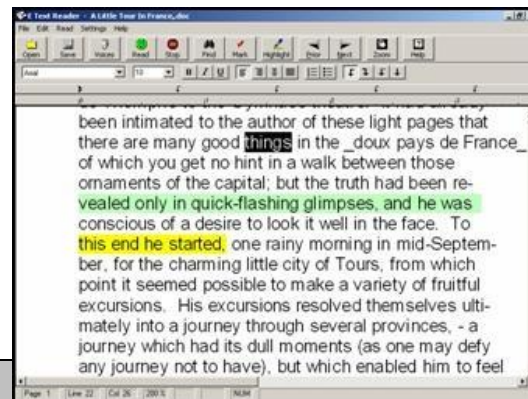 E Text Reader - A Little Tour In France.doc
File Edit Read Settings Help
Open Save Voices Read Stop Find Mark Highlight Prior Next Zoom Help
Arial 10 B I U
been intimated to the author of these light pages that
there are many good things in the _doux pays de France_
of which you get no hint in a walk between those
ornaments of the capital; but the truth had been re-
vealed only in quick-flashing glimpses, and he was
conscious of a desire to look it well in the face. To
this end he started, one rainy morning in mid-Septem-
ber, for the charming little city of Tours, from which
point it seemed possible to make a variety of fruitful
excursions. His excursions resolved themselves ulti-
mately into a journey through several provinces, - a
journey which had its dull moments (as one may defy
any journey not to have), but which enabled him to feel
Page 1 Line 22 Col 26 200 % NUM